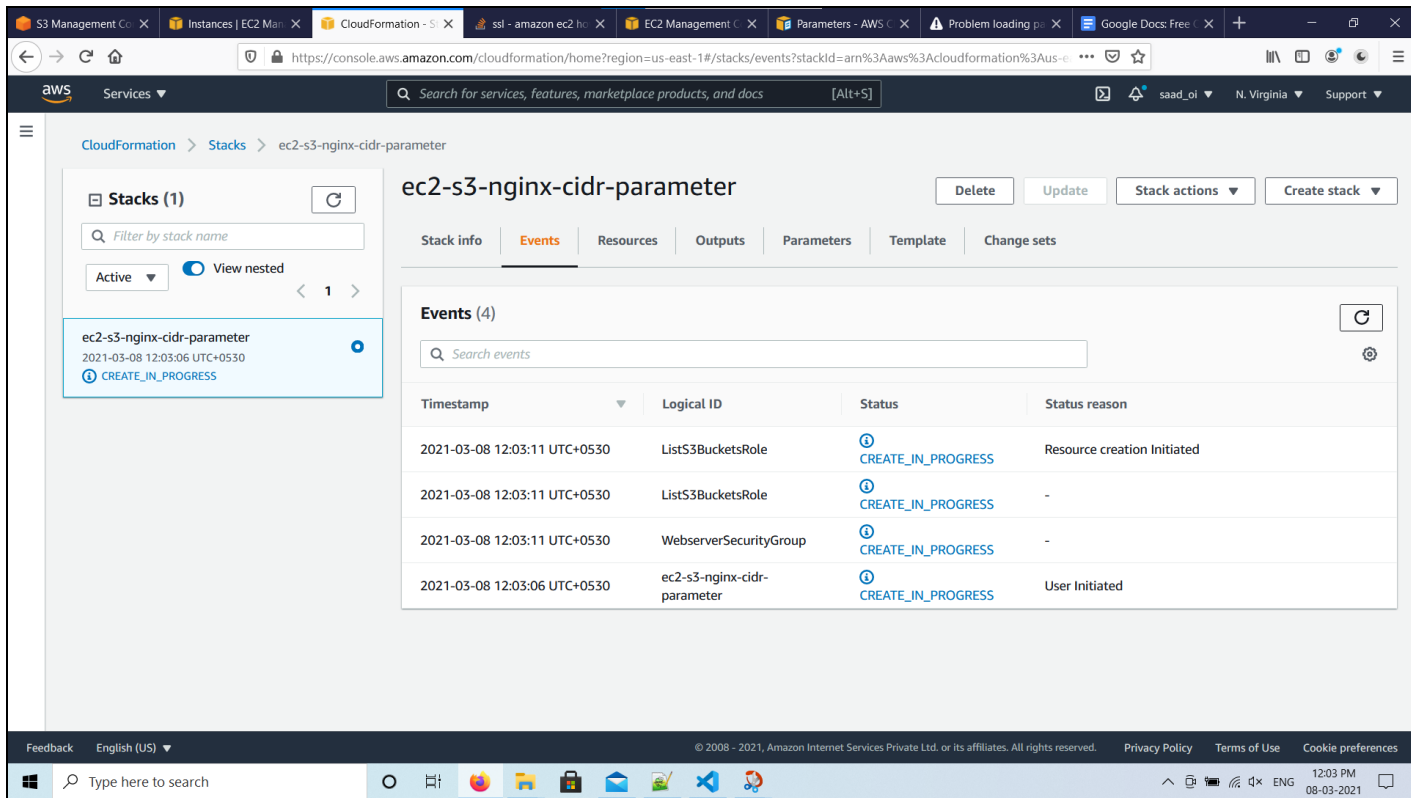 S3 Management Co
Instances | EC2 Man
CloudFormation - S
ssl - amazon ec2 ho
EC2 Management C
Parameters - AWS C
Problem loading pa
Google Docs: Free C
https://console.aws.amazon.com/cloudformation/home?region=us-east-1#/stacks/events?stackId=arn%3Aaws%3Acloudformation%3Aus-e
aws
Services
Search for services, features, marketplace products, and docs [Alt+S]
saad_oi
N. Virginia
Support
CloudFormation > Stacks > ec2-s3-nginx-cidr-parameter
Stacks (1)
Filter by stack name
Active
View nested
1
ec2-s3-nginx-cidr-parameter
2021-03-08 12:03:06 UTC+0530
CREATE_IN_PROGRESS
ec2-s3-nginx-cidr-parameter
Delete
Update
Stack actions
Create stack
Stack info
Events
Resources
Outputs
Parameters
Template
Change sets
Events (4)
Search events
Timestamp Logical ID Status Status reason
2021-03-08 12:03:11 UTC+0530 ListS3BucketsRole CREATE_IN_PROGRESS Resource creation Initiated
2021-03-08 12:03:11 UTC+0530 ListS3BucketsRole CREATE_IN_PROGRESS -
2021-03-08 12:03:11 UTC+0530 WebserverSecurityGroup CREATE_IN_PROGRESS -
2021-03-08 12:03:06 UTC+0530 ec2-s3-nginx-cidr-
parameter CREATE_IN_PROGRESS User Initiated
Feedback
English (US)
© 2008 - 2021, Amazon Internet Services Private Ltd. or its affiliates. All rights reserved.
Privacy Policy
Terms of Use
Cookie preferences
Type here to search
ENG
12:03 PM
08-03-2021